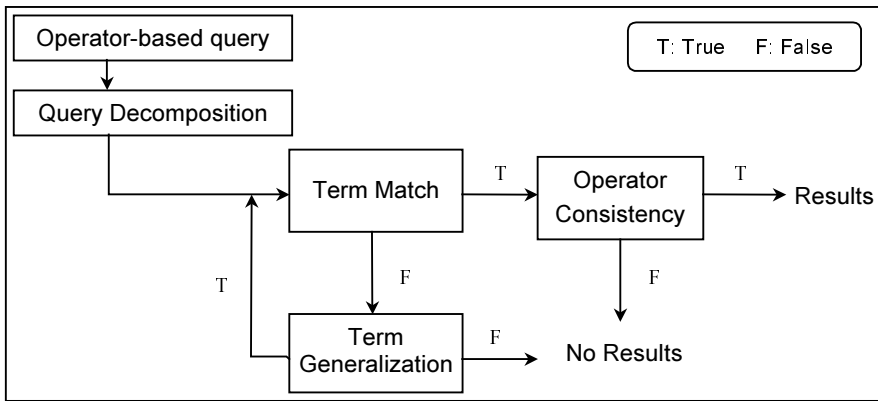 Operator-based query
T: True F: False
Query Decomposition
Term Match
T
Operator
Consistency
T
Results
T
F
F
Term
Generalization
F
No Results